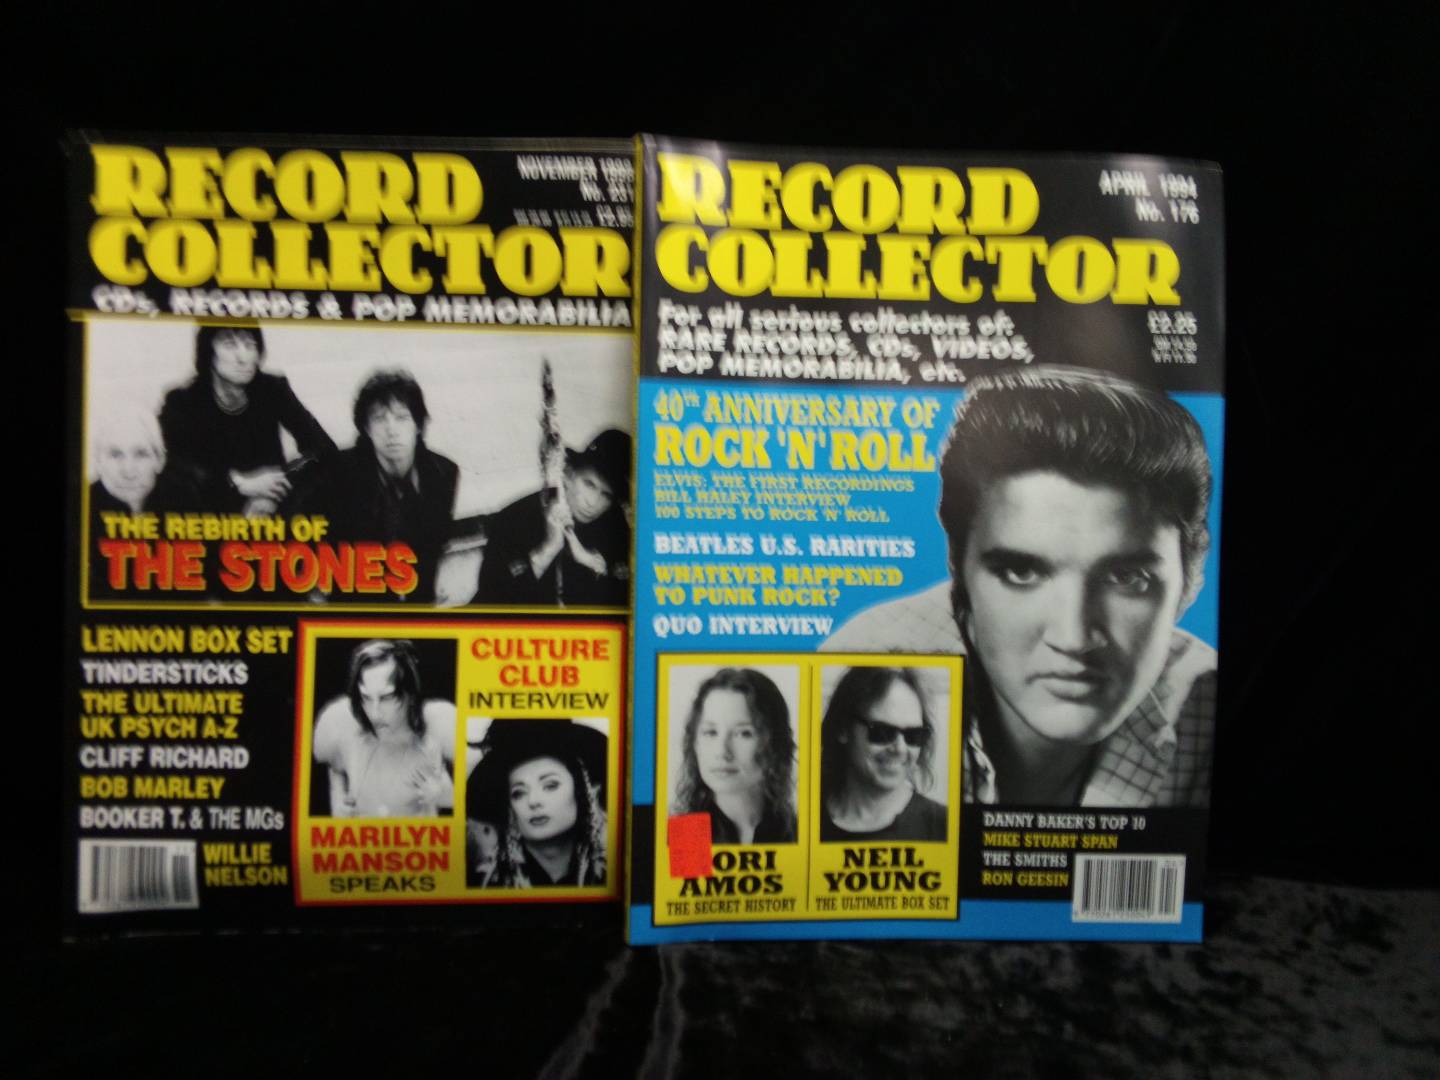 RECORD
COLLECTOR
NOVEMBER 1998
No. 231
£2.95
CDs, RECORDS & POP MEMORABILIA
THE REBIRTH OF
THE STONES
LENNON BOX SET
TINDERSTICKS
THE ULTIMATE
UK PSYCH A-Z
CLIFF RICHARD
BOB MARLEY
BOOKER T. & THE MGs
WILLIE
NELSON
MARILYN
MANSON
SPEAKS
CULTURE
CLUB
INTERVIEW
RECORD
COLLECTOR
APRIL 1994
No. 176
For all serious collectors of:
RARE RECORDS, CDs, VIDEOS,
POP MEMORABILIA, etc.
£2.25
40TH ANNIVERSARY OF
ROCK 'N' ROLL
ELVIS: THE FIRST RECORDINGS
BILL HALEY INTERVIEW
100 STEPS TO ROCK 'N' ROLL
BEATLES U.S. RARITIES
WHATEVER HAPPENED
TO PUNK ROCK?
QUO INTERVIEW
ORI
AMOS
THE SECRET HISTORY
NEIL
YOUNG
THE ULTIMATE BOX SET
DANNY BAKER'S TOP 10
MIKE STUART SPAN
THE SMITHS
RON GEESIN